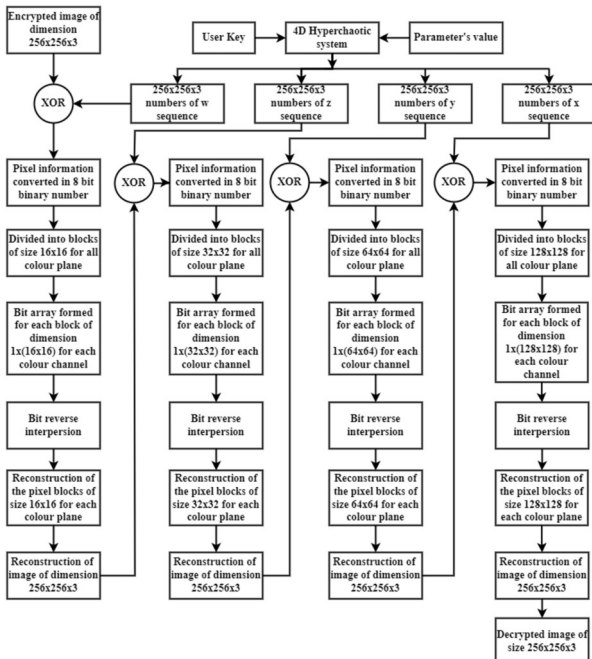 Encrypted image of
dimension
256x256x3
User Key
4D Hyperchaotic
system
Parameter's value
256x256x3
numbers of w
sequence
256x256x3
numbers of z
sequence
256x256x3
numbers of y
sequence
256x256x3
numbers of x
sequence
XOR
XOR
XOR
XOR
Pixel information
converted in 8 bit
binary number
Divided into blocks
of size 16x16 for all
colour plane
Bit array formed
for each block of
dimension
1x(16x16) for each
colour channel
Bit reverse
interpersion
Reconstruction of
the pixel blocks of
size 16x16 for each
colour plane
Reconstruction of
image of dimension
256x256x3
Pixel information
converted in 8 bit
binary number
Divided into blocks
of size 32x32 for all
colour plane
Bit array formed
for each block of
dimension
1x(32x32) for each
colour channel
Bit reverse
interpersion
Reconstruction of
the pixel blocks of
size 32x32 for each
colour plane
Reconstruction of
image of dimension
256x256x3
Pixel information
converted in 8 bit
binary number
Divided into blocks
of size 64x64 for all
colour plane
Bit array formed
for each block of
dimension
1x(64x64) for each
colour channel
Bit reverse
interpersion
Reconstruction of
the pixel blocks of
size 64x64 for each
colour plane
Reconstruction of
image of dimension
256x256x3
Pixel information
converted in 8 bit
binary number
Divided into blocks
of size 128x128 for
all colour plane
Bit array formed
for each block of
dimension
1x(128x128) for
each colour
channel
Bit reverse
interpersion
Reconstruction of
the pixel blocks of
size 128x128 for
each colour plane
Reconstruction of
image of dimension
256x256x3
Decrypted image of
size 256x256x3